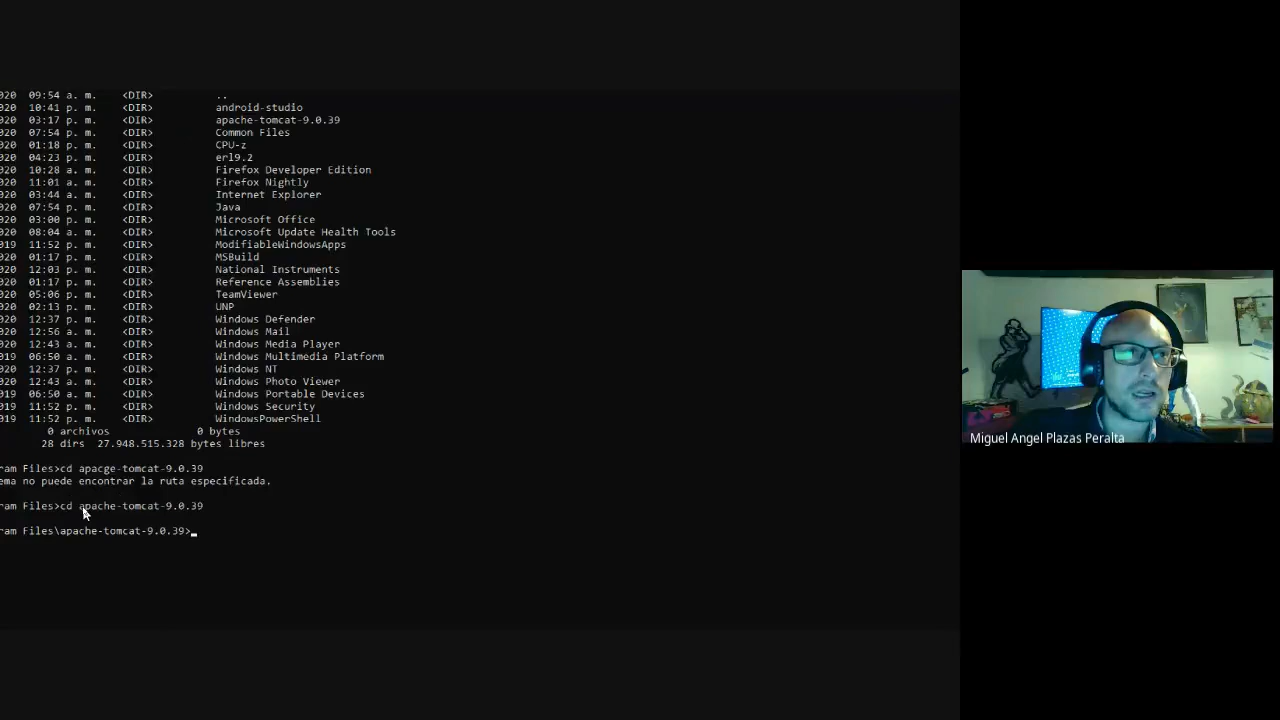 020  09:54 a. m.    <DIR>          ..
020  10:41 p. m.    <DIR>          android-studio
020  03:17 p. m.    <DIR>          apache-tomcat-9.0.39
020  07:54 p. m.    <DIR>          Common Files
020  01:18 p. m.    <DIR>          CPU-z
020  04:23 p. m.    <DIR>          erl9.2
020  10:28 a. m.    <DIR>          Firefox Developer Edition
020  11:01 a. m.    <DIR>          Firefox Nightly
020  03:44 a. m.    <DIR>          Internet Explorer
020  07:54 p. m.    <DIR>          Java
020  03:00 p. m.    <DIR>          Microsoft Office
020  08:04 a. m.    <DIR>          Microsoft Update Health Tools
019  11:52 p. m.    <DIR>          ModifiableWindowsApps
020  01:17 p. m.    <DIR>          MSBuild
020  12:03 p. m.    <DIR>          National Instruments
020  01:17 p. m.    <DIR>          Reference Assemblies
020  05:06 p. m.    <DIR>          TeamViewer
020  02:13 p. m.    <DIR>          UNP
020  12:37 p. m.    <DIR>          Windows Defender
020  12:56 a. m.    <DIR>          Windows Mail
020  12:43 a. m.    <DIR>          Windows Media Player
019  06:50 a. m.    <DIR>          Windows Multimedia Platform
020  12:37 p. m.    <DIR>          Windows NT
020  12:43 a. m.    <DIR>          Windows Photo Viewer
019  06:50 a. m.    <DIR>          Windows Portable Devices
019  11:52 p. m.    <DIR>          Windows Security
019  11:52 p. m.    <DIR>          WindowsPowerShell
0 archivos              0 bytes
28 dirs  27.948.515.328 bytes libres
ram Files>cd apacge-tomcat-9.0.39
ema no puede encontrar la ruta especificada.
ram Files>cd apache-tomcat-9.0.39
ram Files\apache-tomcat-9.0.39>
Miguel Angel Plazas Peralta